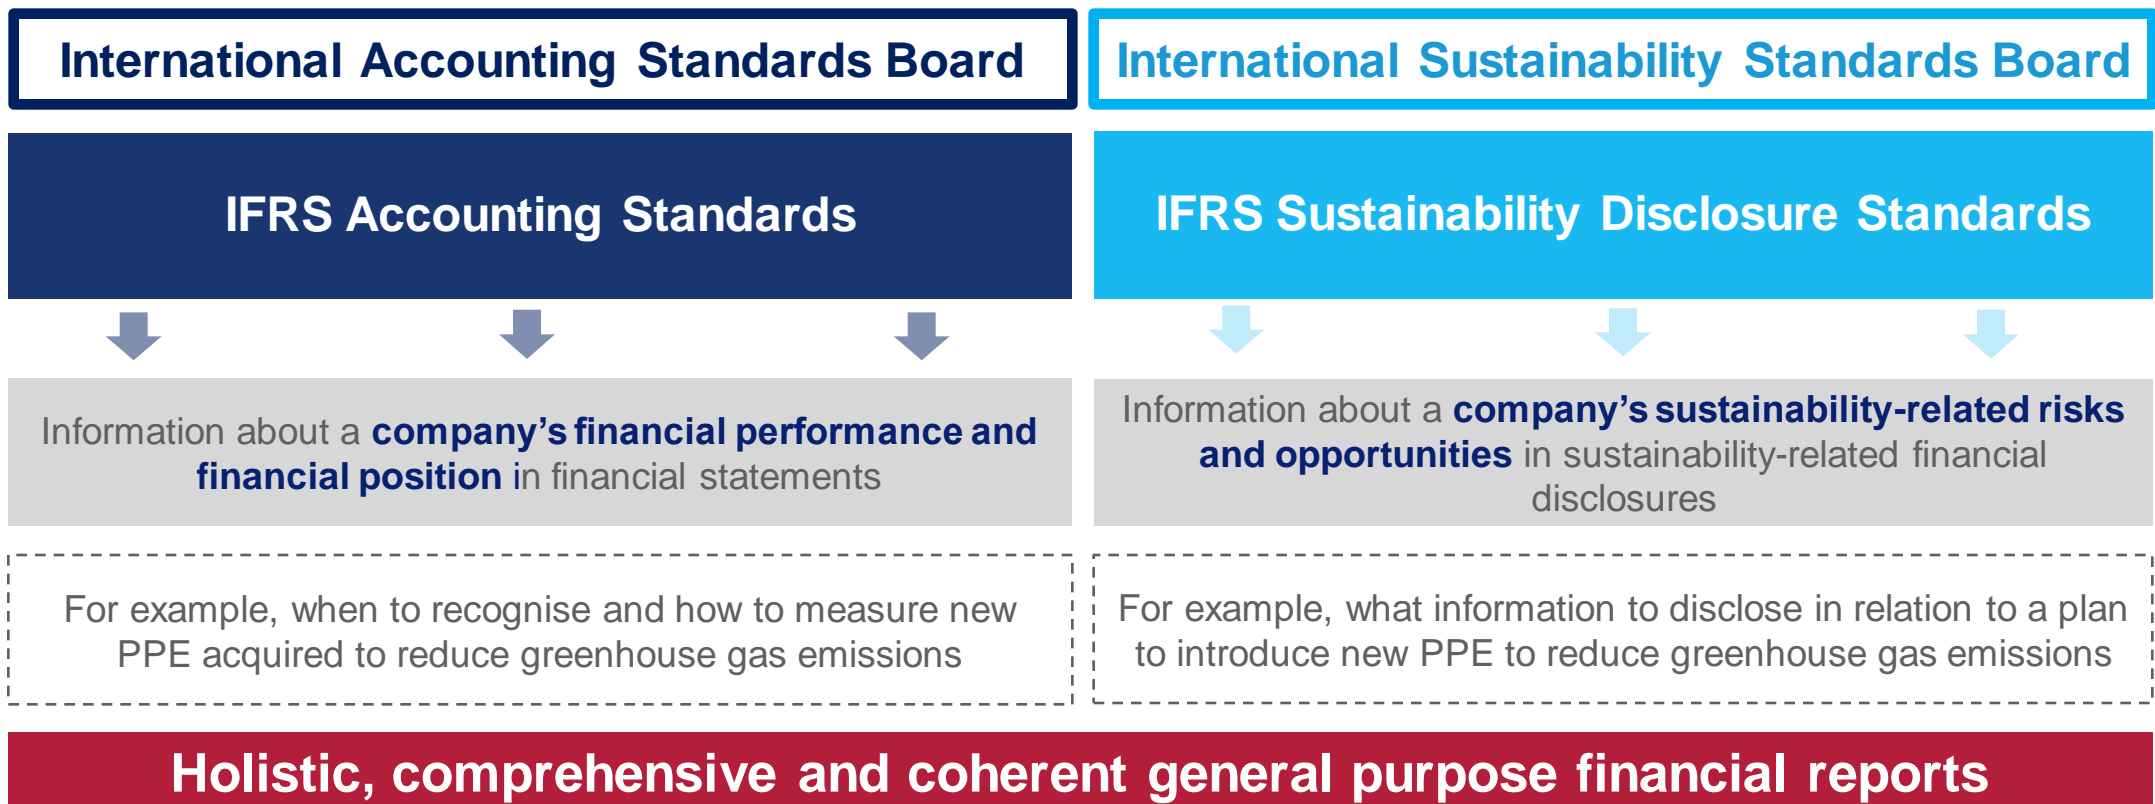 International Accounting Standards Board
International Sustainability Standards Board
IFRS Accounting Standards
IFRS Sustainability Disclosure Standards
Information about a company’s financial performance and
financial position in financial statements
Information about a company’s sustainability-related risks
and opportunities in sustainability-related financial
disclosures
For example, when to recognise and how to measure new
PPE acquired to reduce greenhouse gas emissions
For example, what information to disclose in relation to a plan
to introduce new PPE to reduce greenhouse gas emissions
Holistic, comprehensive and coherent general purpose financial reports